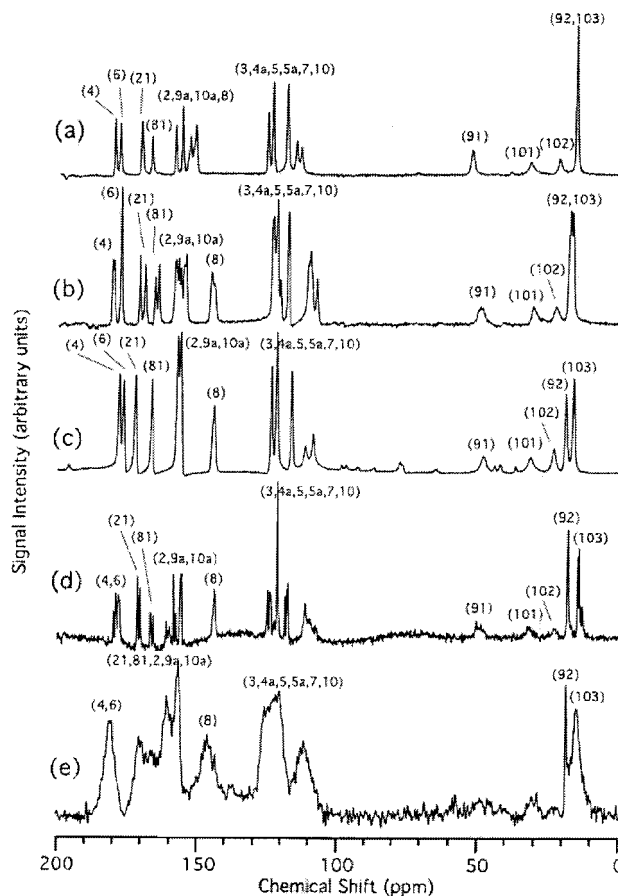 (92,103)
(6)
(21)
(3,4a,5,5a,7,10)
(4)
(2,9a,10a,8)
(81)
(a)
(91)
(101)
(102)
(6)
(21)
(3,4a,5,5a,7,10)
(92,103)
(81)
(4)
(2,9a,10a)
(8)
(b)
(91)
(101)
(102)
(6)
(4)
(21)
(81)
(2,9a,10a)
(3,4a,5,5a,7,10)
(103)
(92)
(8)
(c)
(91)
(101)
(102)
(3,4a,5,5a,7,10)
(21)
(81)
(92)
(2,9a,10a)
(103)
(4,6)
(8)
(d)
(91)
(101)
(102)
(21,81,2,9a,10a)
(3,4a,5,5a,7,10)
(92)
(4,6)
(103)
(8)
(e)
Signal Intensity (arbitrary units)
200 150 100 50 0
Chemical Shift (ppm)